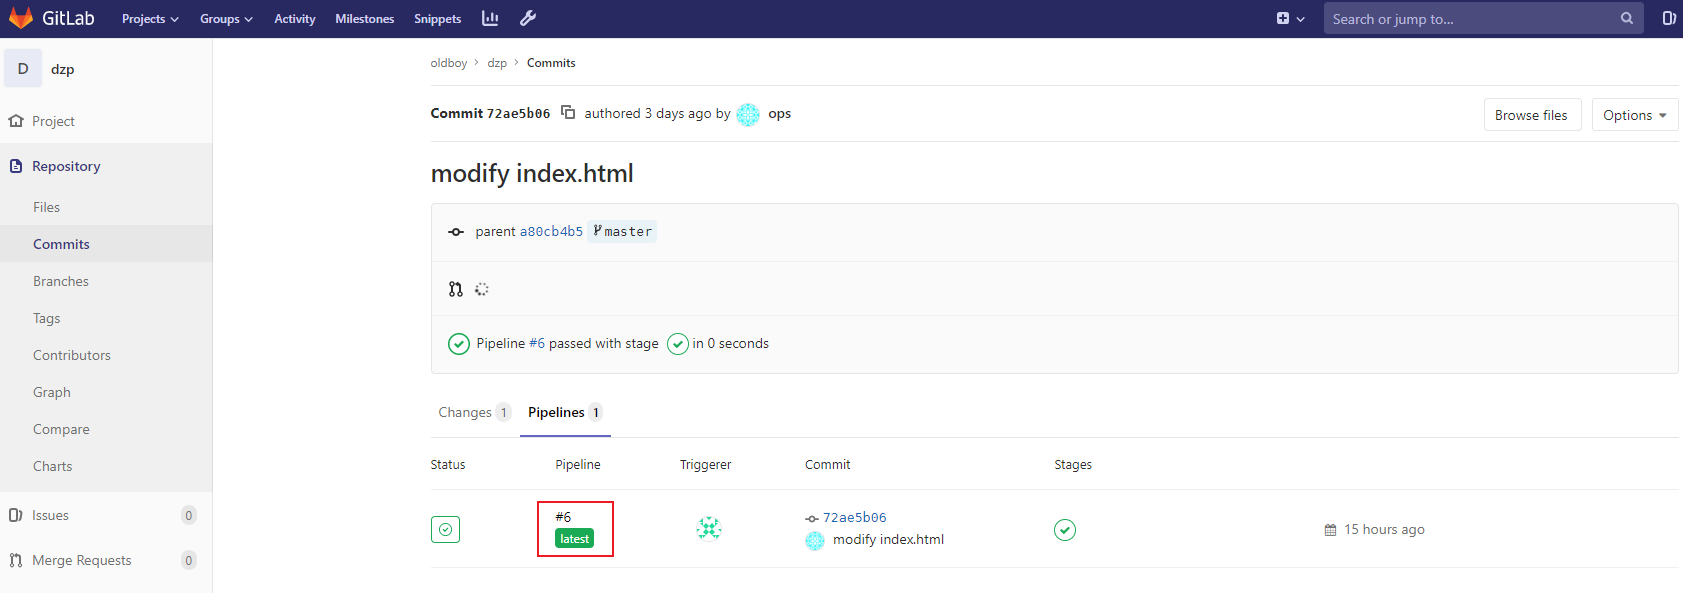 GitLab Projects Groups Activity Milestones Snippets Search or jump to...
D dzp
oldboy > dzp > Commits
Commit 72ae5b06 authored 3 days ago by ops Browse files Options
Project
Repository
Files
Commits
Branches
Tags
Contributors
Graph
Compare
Charts
Issues 0
Merge Requests 0
modify index.html
parent a80cb4b5 master
Pipeline #6 passed with stage in 0 seconds
Changes 1 Pipelines 1
Status Pipeline Triggerer Commit Stages
#6 72ae5b06
latest modify index.html
15 hours ago